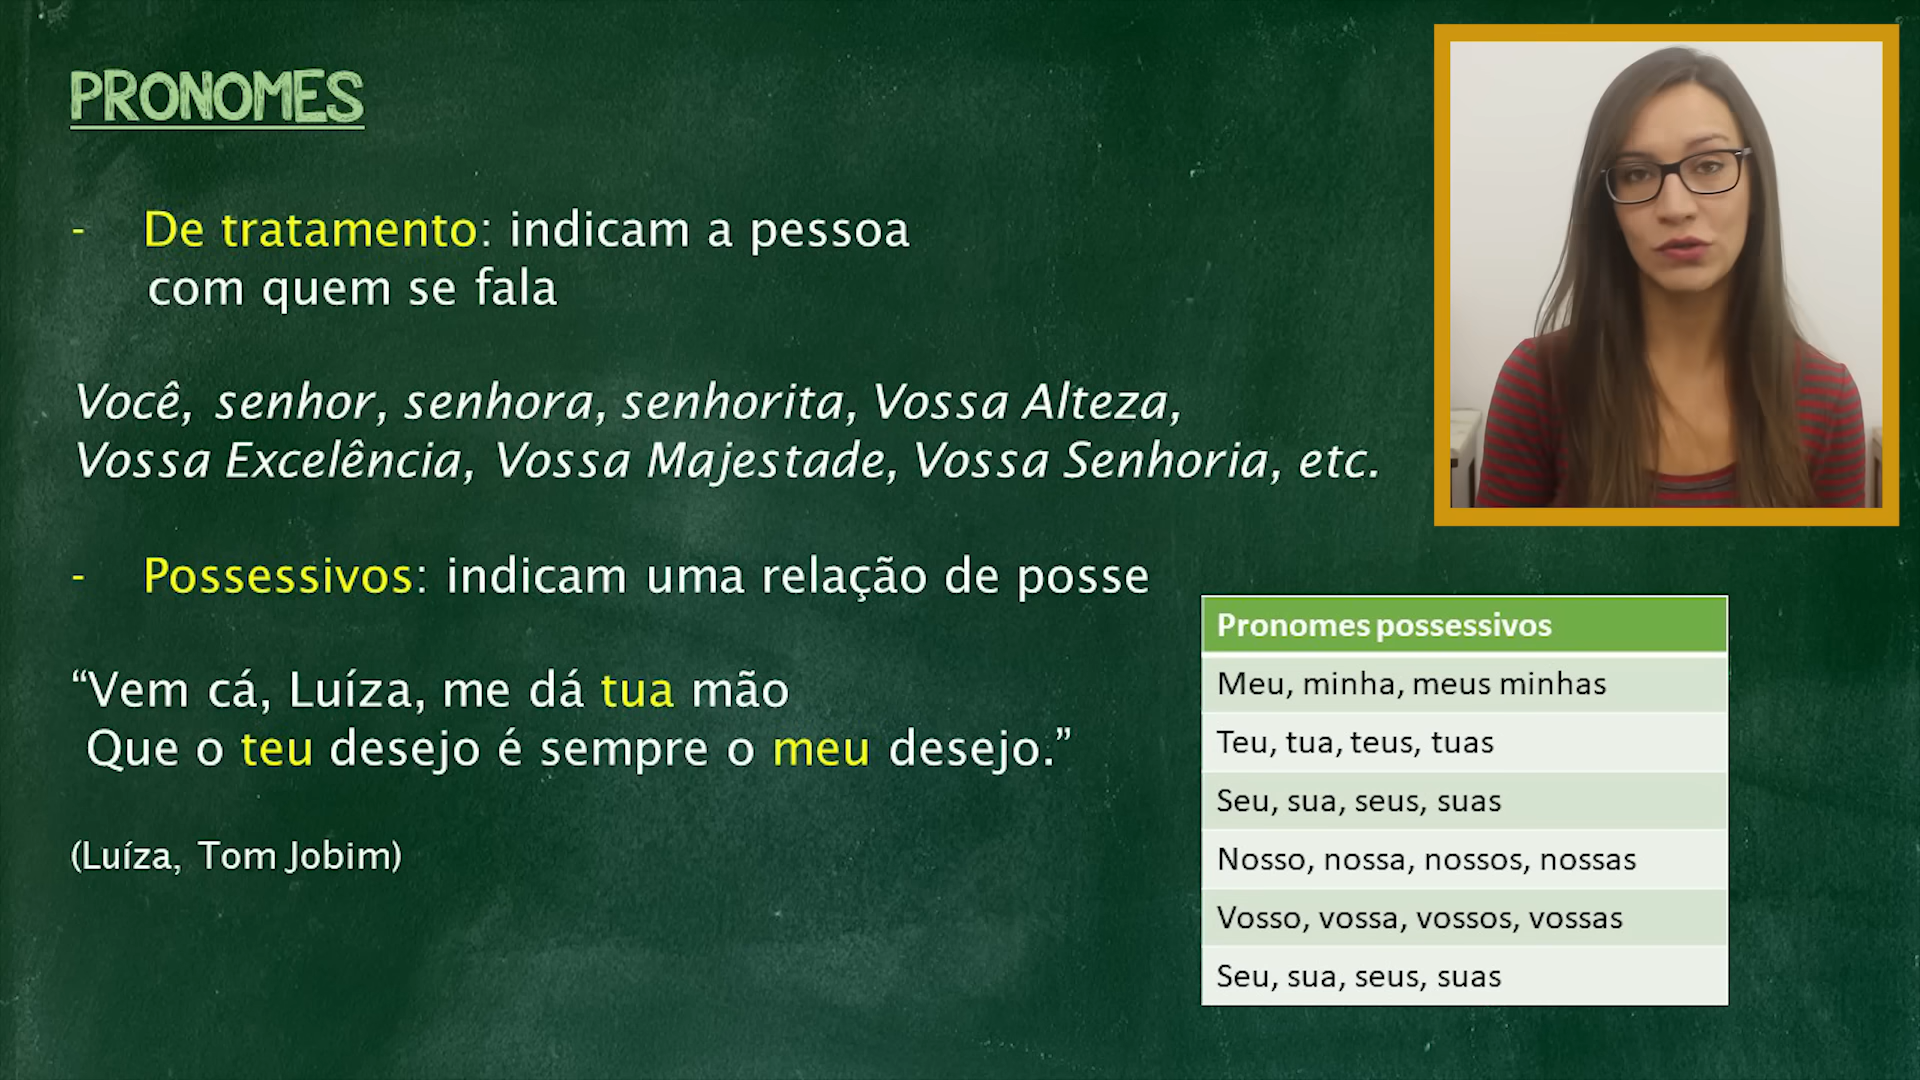 PRONOMES
- De tratamento: indicam a pessoa
com quem se fala
Você, senhor, senhora, senhorita, Vossa Alteza,
Vossa Excelência, Vossa Majestade, Vossa Senhoria, etc.
- Possessivos: indicam uma relação de posse
“Vem cá, Luíza, me dá tua mão
Que o teu desejo é sempre o meu desejo.”
(Luíza, Tom Jobim)
Pronomes possessivos
Meu, minha, meus minhas
Teu, tua, teus, tuas
Seu, sua, seus, suas
Nosso, nossa, nossos, nossas
Vosso, vossa, vossos, vossas
Seu, sua, seus, suas